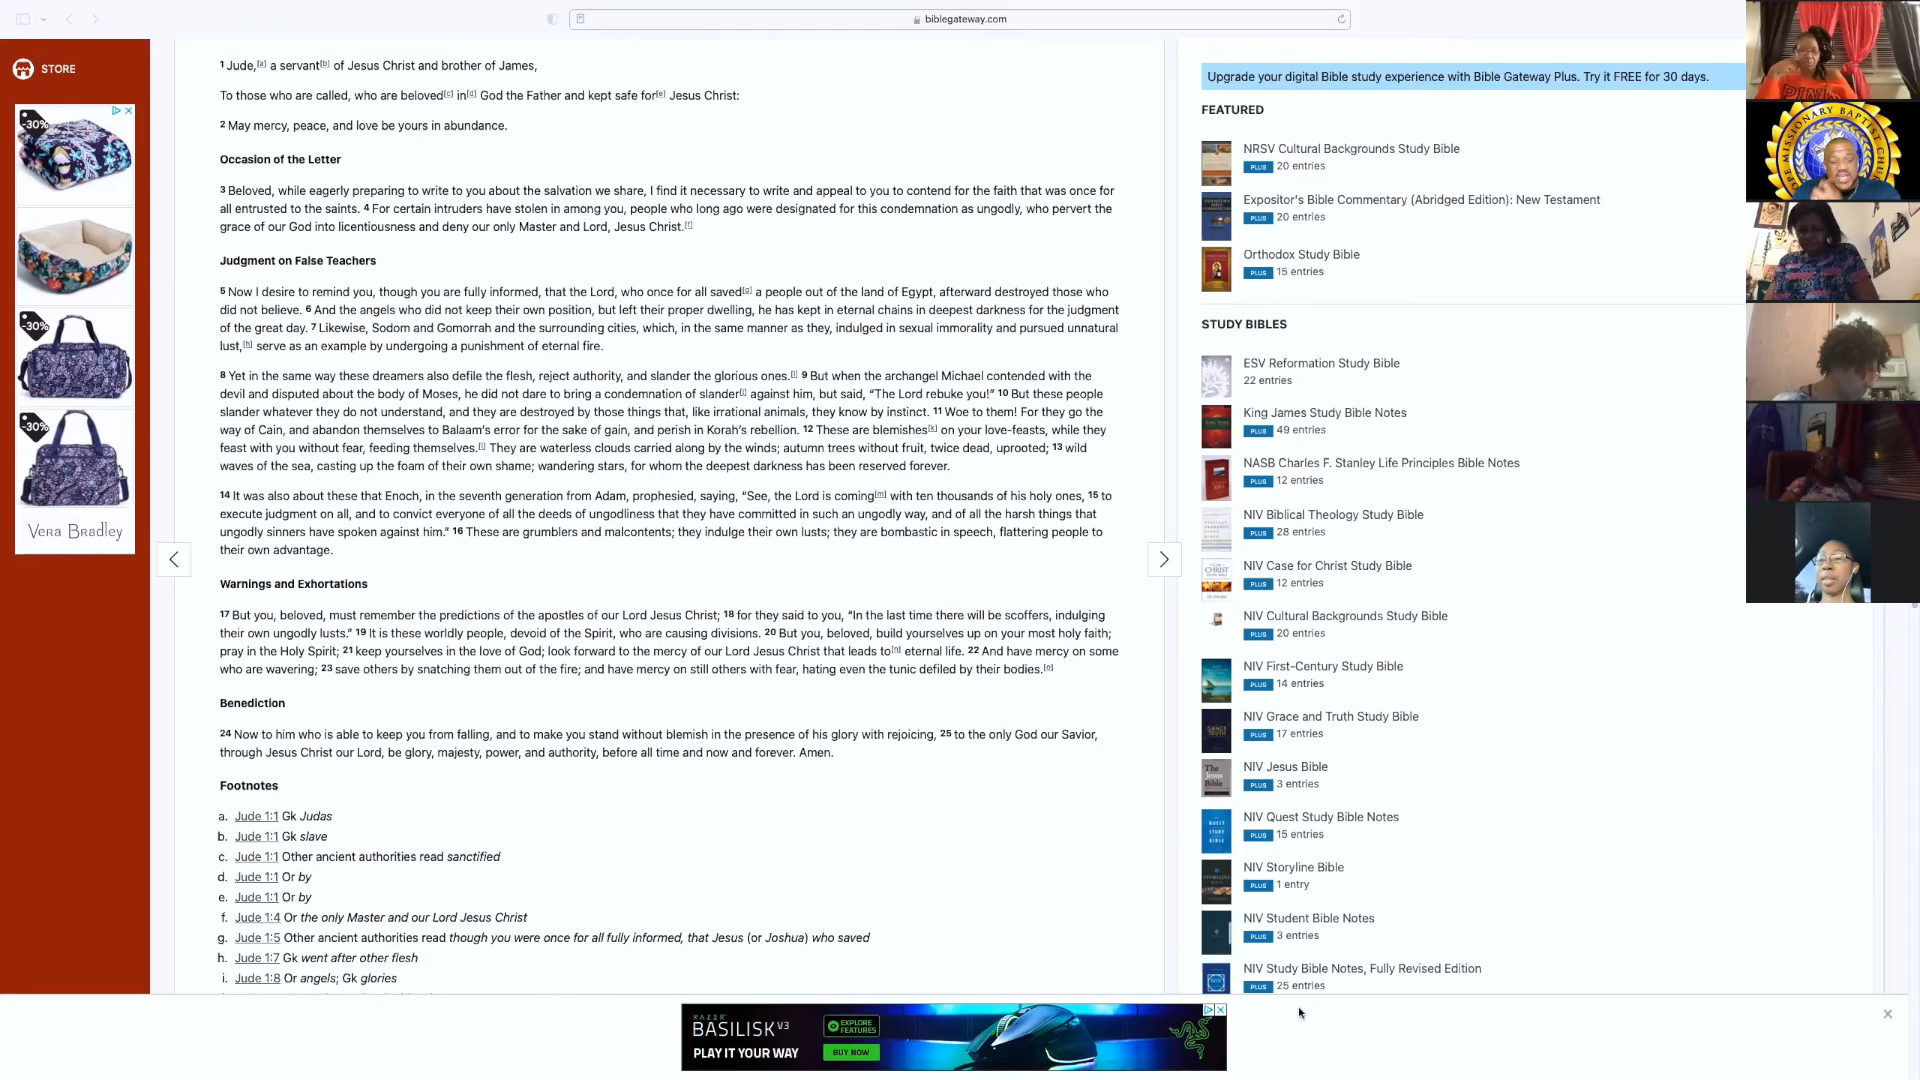 biblegateway.com
STORE
-30%
-30%
-30%
VERA BRADLEY
1 Jude,[a] a servant[b] of Jesus Christ and brother of James,
To those who are called, who are beloved[c] in[d] God the Father and kept safe for[e] Jesus Christ:
2 May mercy, peace, and love be yours in abundance.
Occasion of the Letter
3 Beloved, while eagerly preparing to write to you about the salvation we share, I find it necessary to write and appeal to you to contend for the faith that was once for
all entrusted to the saints. 4 For certain intruders have stolen in among you, people who long ago were designated for this condemnation as ungodly, who pervert the
grace of our God into licentiousness and deny our only Master and Lord, Jesus Christ.[f]
Judgment on False Teachers
5 Now I desire to remind you, though you are fully informed, that the Lord, who once for all saved[g] a people out of the land of Egypt, afterward destroyed those who
did not believe. 6 And the angels who did not keep their own position, but left their proper dwelling, he has kept in eternal chains in deepest darkness for the judgment
of the great day. 7 Likewise, Sodom and Gomorrah and the surrounding cities, which, in the same manner as they, indulged in sexual immorality and pursued unnatural
lust,[h] serve as an example by undergoing a punishment of eternal fire.
8 Yet in the same way these dreamers also defile the flesh, reject authority, and slander the glorious ones.[i] 9 But when the archangel Michael contended with the
devil and disputed about the body of Moses, he did not dare to bring a condemnation of slander[j] against him, but said, “The Lord rebuke you!” 10 But these people
slander whatever they do not understand, and they are destroyed by those things that, like irrational animals, they know by instinct. 11 Woe to them! For they go the
way of Cain, and abandon themselves to Balaam’s error for the sake of gain, and perish in Korah’s rebellion. 12 These are blemishes[k] on your love-feasts, while they
feast with you without fear, feeding themselves.[l] They are waterless clouds carried along by the winds; autumn trees without fruit, twice dead, uprooted; 13 wild
waves of the sea, casting up the foam of their own shame; wandering stars, for whom the deepest darkness has been reserved forever.
14 It was also about these that Enoch, in the seventh generation from Adam, prophesied, saying, “See, the Lord is coming[m] with ten thousands of his holy ones, 15 to
execute judgment on all, and to convict everyone of all the deeds of ungodliness that they have committed in such an ungodly way, and of all the harsh things that
ungodly sinners have spoken against him.” 16 These are grumblers and malcontents; they indulge their own lusts; they are bombastic in speech, flattering people to
their own advantage.
Warnings and Exhortations
17 But you, beloved, must remember the predictions of the apostles of our Lord Jesus Christ; 18 for they said to you, “In the last time there will be scoffers, indulging
their own ungodly lusts.” 19 It is these worldly people, devoid of the Spirit, who are causing divisions. 20 But you, beloved, build yourselves up on your most holy faith;
pray in the Holy Spirit; 21 keep yourselves in the love of God; look forward to the mercy of our Lord Jesus Christ that leads to[n] eternal life. 22 And have mercy on some
who are wavering; 23 save others by snatching them out of the fire; and have mercy on still others with fear, hating even the tunic defiled by their bodies.[o]
Benediction
24 Now to him who is able to keep you from falling, and to make you stand without blemish in the presence of his glory with rejoicing, 25 to the only God our Savior,
through Jesus Christ our Lord, be glory, majesty, power, and authority, before all time and now and forever. Amen.
Footnotes
a. Jude 1:1 Gk Judas
b. Jude 1:1 Gk slave
c. Jude 1:1 Other ancient authorities read sanctified
d. Jude 1:1 Or by
e. Jude 1:1 Or by
f. Jude 1:4 Or the only Master and our Lord Jesus Christ
g. Jude 1:5 Other ancient authorities read though you were once for all fully informed, that Jesus (or Joshua) who saved
h. Jude 1:7 Gk went after other flesh
i. Jude 1:8 Or angels; Gk glories
Upgrade your digital Bible study experience with Bible Gateway Plus. Try it FREE for 30 days.
FEATURED
NRSV Cultural Backgrounds Study Bible
PLUS 20 entries
Expositor's Bible Commentary (Abridged Edition): New Testament
PLUS 20 entries
Orthodox Study Bible
PLUS 15 entries
STUDY BIBLES
ESV Reformation Study Bible
22 entries
King James Study Bible Notes
PLUS 49 entries
NASB Charles F. Stanley Life Principles Bible Notes
PLUS 12 entries
NIV Biblical Theology Study Bible
PLUS 28 entries
NIV Case for Christ Study Bible
PLUS 12 entries
NIV Cultural Backgrounds Study Bible
PLUS 20 entries
NIV First-Century Study Bible
PLUS 14 entries
NIV Grace and Truth Study Bible
PLUS 17 entries
NIV Jesus Bible
PLUS 3 entries
NIV Quest Study Bible Notes
PLUS 15 entries
NIV Storyline Bible
PLUS 1 entry
NIV Student Bible Notes
PLUS 3 entries
NIV Study Bible Notes, Fully Revised Edition
PLUS 25 entries
PINK
MISSIONARY BAPTIST CHURCH
RAZER
BASILISK V3
PLAY IT YOUR WAY
EXPLORE
FEATURES
BUY NOW